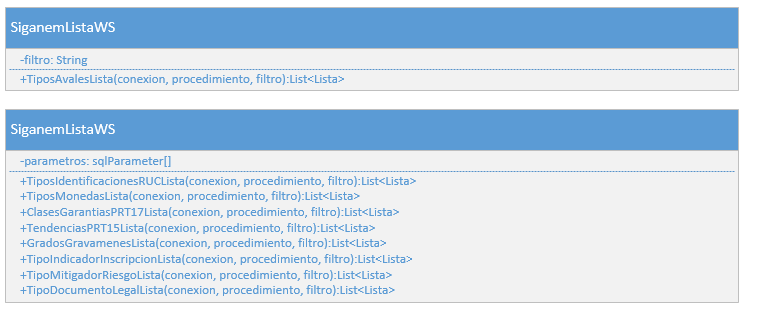 SiganemListaWS
-filtro: String
+TiposAvalesLista(conexion, procedimiento, filtro):List<Lista>
SiganemListaWS
-parametros: sqlParameter[]
+TiposIdentificacionesRUCLista(conexion, procedimiento, filtro):List<Lista>
+TiposMonedasLista(conexion, procedimiento, filtro):List<Lista>
+ClasesGarantiasPRT17Lista(conexion, procedimiento, filtro):List<Lista>
+TendenciasPRT15Lista(conexion, procedimiento, filtro):List<Lista>
+GradosGravamenesLista(conexion, procedimiento, filtro):List<Lista>
+TipoIndicadorInscripcionLista(conexion, procedimiento, filtro):List<Lista>
+TipoMitigadorRiesgoLista(conexion, procedimiento, filtro):List<Lista>
+TipoDocumentoLegalLista(conexion, procedimiento, filtro):List<Lista>